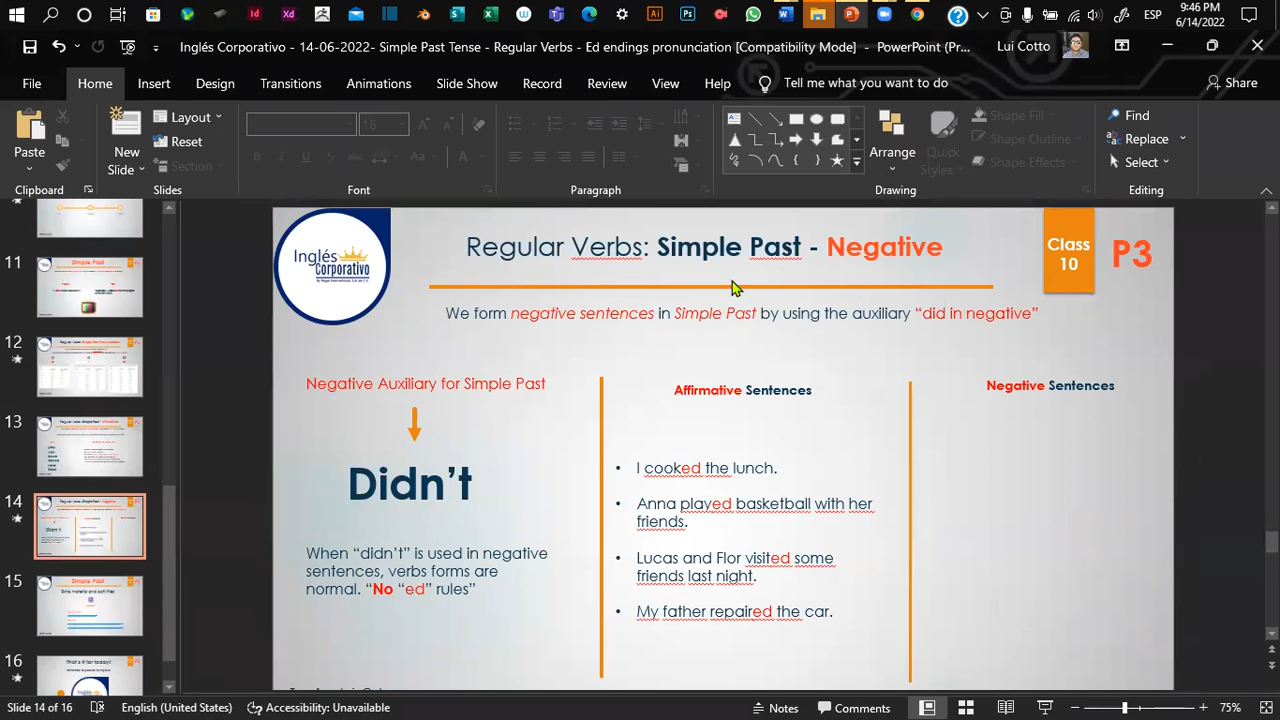 ESP
9:46 PM
6/14/2022
Inglés Corporativo - 14-06-2022- Simple Past Tense - Regular Verbs - Ed endings pronunciation [Compatibility Mode] - PowerPoint (Pr...
Lui Cotto
File Home Insert Design Transitions Animations Slide Show Record Review View Help Tell me what you want to do Share
Paste
New Slide
Layout
Reset
Section
16
Arrange
Quick Styles
Shape Fill
Shape Outline
Shape Effects
Find
Replace
Select
Clipboard Slides Font Paragraph Drawing Editing
11
12
13
14
15
16
Simple Past
That's it for today!
Inglés
Corporativo
Regular Verbs: Simple Past - Negative
Class
10
P3
We form negative sentences in Simple Past by using the auxiliary “did in negative”
Negative Auxiliary for Simple Past
Didn’t
When “didn’t” is used in negative
sentences, verbs forms are
normal. “No “ed” rules”
Affirmative Sentences
• I cooked the lunch.
• Anna played basketball with her
friends.
• Lucas and Flor visited some
friends last night.
• My father repaired the car.
Negative Sentences
Slide 14 of 16
English (United States)
Accessibility: Unavailable
Notes
Comments
75%